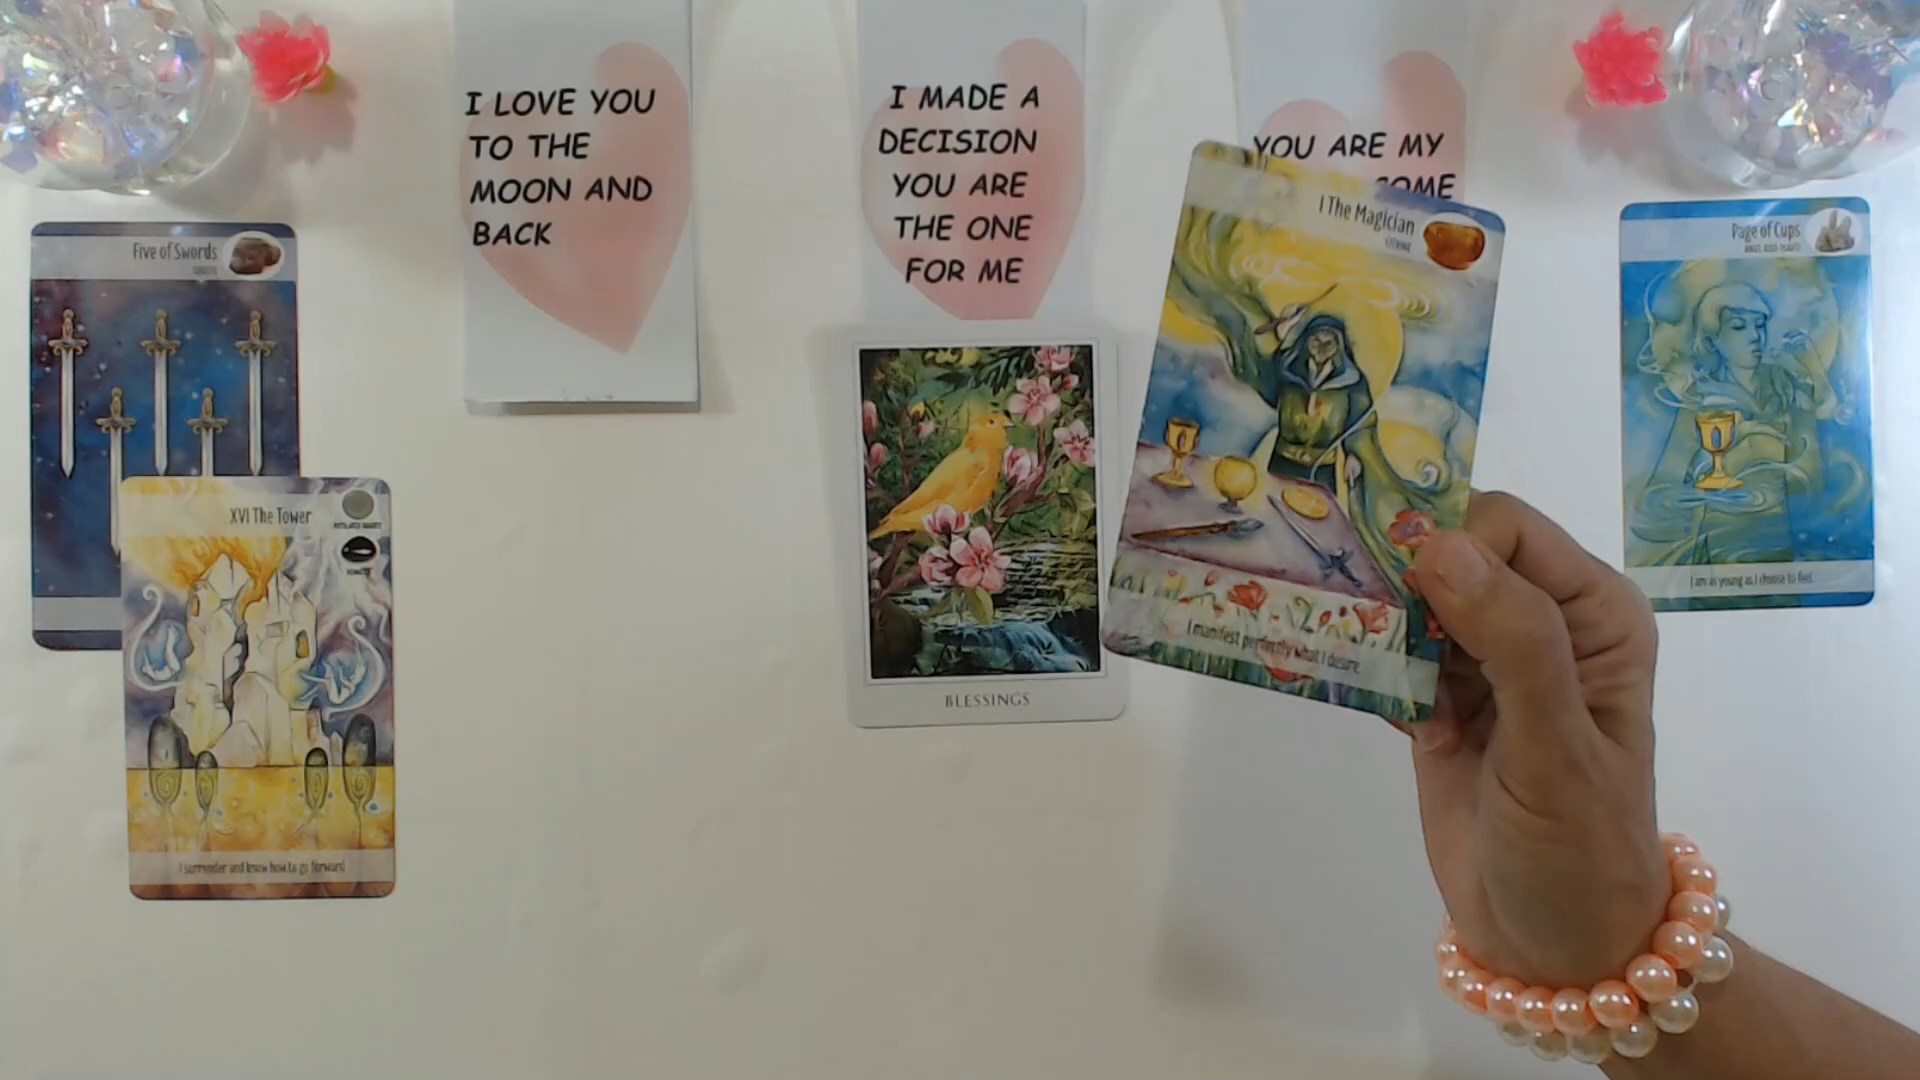 I LOVE YOU
TO THE
MOON AND
BACK
I MADE A
DECISION
YOU ARE
THE ONE
FOR ME
YOU ARE MY
OME
Five of Swords
XVI The Tower
I surrender and know how to go forward
BLESSINGS
I The Magician
I manifest perfectly what I desire
Page of Cups
I am as young as I choose to feel.